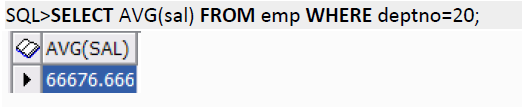 SQL>SELECT AVG(sal) FROM emp WHERE deptno=20;
AVG(SAL)
66676.666